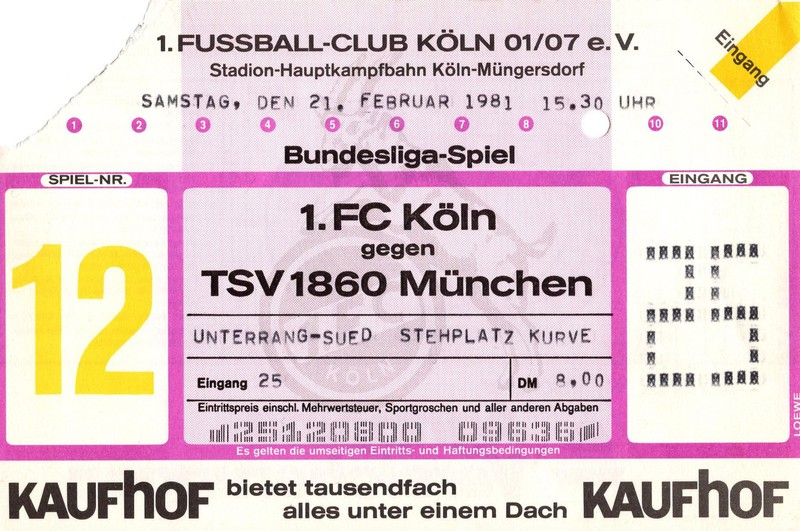 1. FUSSBALL-CLUB KÖLN 01/07 e. V.
Eingang
Stadion-Hauptkampfbahn Köln-Müngersdorf
SAMSTAG, DEN 21. FEBRUAR 1981 15.30 UHR
1 2 3 4 5 6 7 8 10 11
Bundesliga-Spiel
SPIEL-NR.
12
1. FC Köln
gegen
TSV 1860 München
UNTERRANG-SUED STEHPLATZ KURVE
Eingang 25
DM 8,00
Eintrittspreis einschl. Mehrwertsteuer, Sportgroschen und aller anderen Abgaben
25120800 09636
Es gelten die umseitigen Eintritts- und Haftungsbedingungen
EINGANG
25
LOEWE
KAUFHOF bietet tausendfach
alles unter einem Dach KAUFHOF
FC
KÖLN